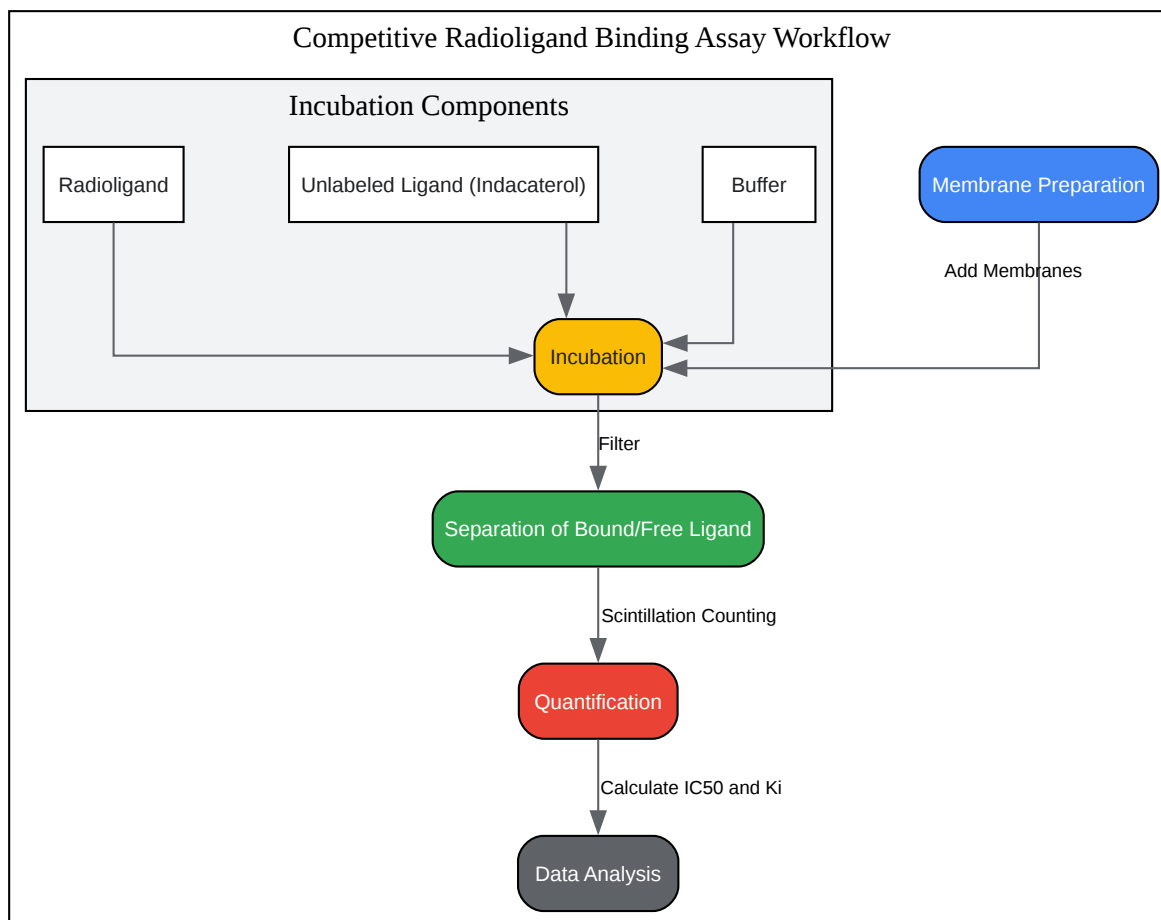 Competitive Radioligand Binding Assay Workflow
Incubation Components
Radioligand
Unlabeled Ligand (Indacaterol)
Buffer
Membrane Preparation
Add Membranes
Incubation
Filter
Separation of Bound/Free Ligand
Scintillation Counting
Quantification
Calculate IC50 and Ki
Data Analysis